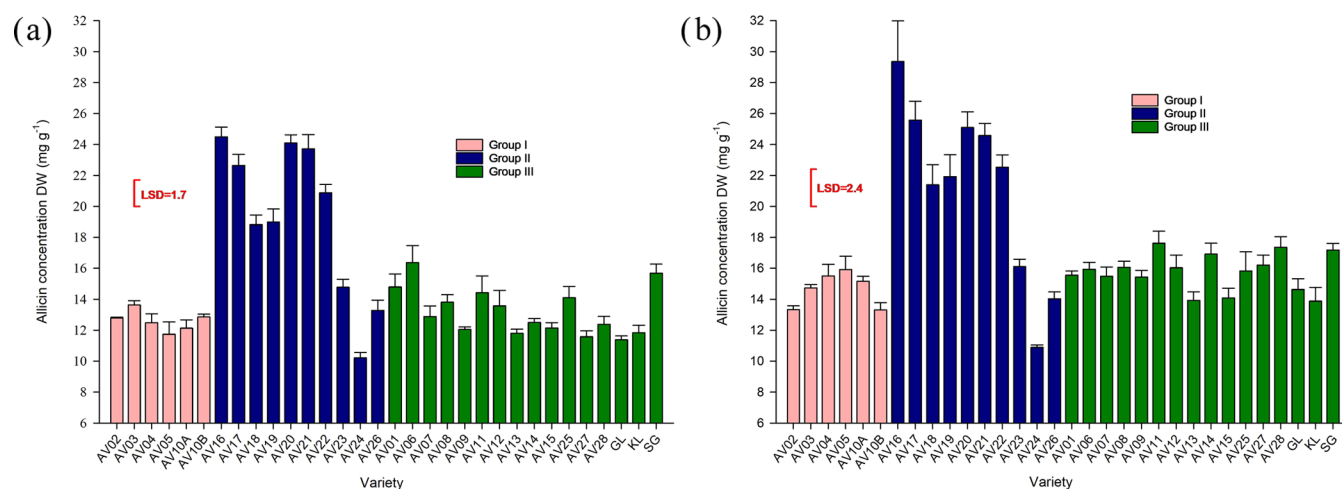 (a)
32
30
28
26
24
22
20
18
16
14
12
10
8
6
Allicin concentration DW (mg g⁻¹)
LSD=1.7
Group I
Group II
Group III
AV02 AV03 AV04 AV05 AV10A AV10B AV16 AV17 AV18 AV19 AV20 AV21 AV22 AV23 AV24 AV26 AV01 AV06 AV07 AV08 AV09 AV11 AV12 AV13 AV14 AV15 AV25 AV27 AV28 GL KL SG
Variety
(b)
32
30
28
26
24
22
20
18
16
14
12
10
8
6
Allicin concentration DW (mg g⁻¹)
LSD=2.4
Group I
Group II
Group III
AV02 AV03 AV04 AV05 AV10A AV10B AV16 AV17 AV18 AV19 AV20 AV21 AV22 AV23 AV24 AV26 AV01 AV06 AV07 AV08 AV09 AV11 AV12 AV13 AV14 AV15 AV25 AV27 AV28 GL KL SG
Variety